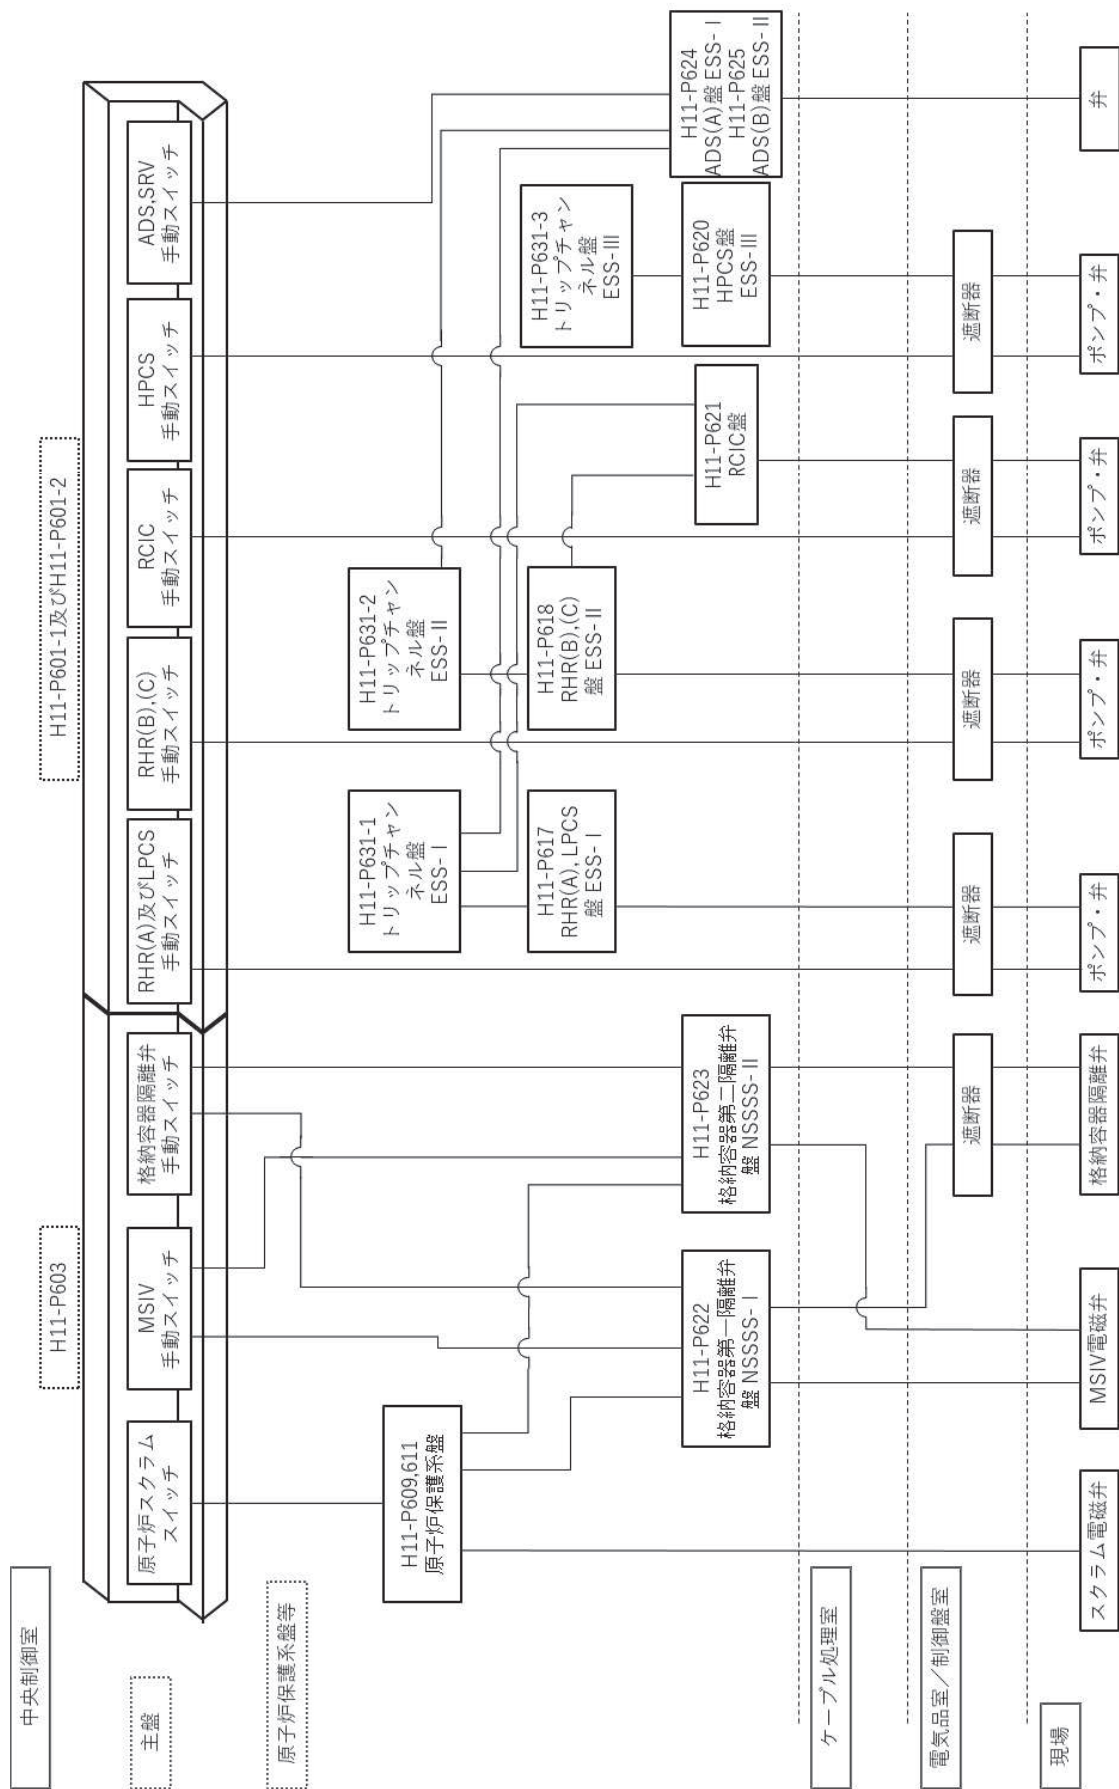 中央制御室
主盤
H11-P603
H11-P601-1及びH11-P601-2
原子炉スクラム
スイッチ
MSIV
手動スイッチ
格納容器隔離弁
手動スイッチ
RHR(A)及びLPCS
手動スイッチ
RHR(B),(C)
手動スイッチ
RCIC
手動スイッチ
HPCS
手動スイッチ
ADS,SRV
手動スイッチ
原子炉保護系盤等
H11-P609,611
原子炉保護系盤
H11-P631-1
トリップチャン
ネル盤
ESS-Ⅰ
H11-P631-2
トリップチャン
ネル盤
ESS-Ⅱ
H11-P617
RHR(A), LPCS
盤 ESS-Ⅰ
H11-P618
RHR(B),(C)
盤 ESS-Ⅱ
H11-P631-3
トリップチャン
ネル盤
ESS-Ⅲ
H11-P622
格納容器第一隔離弁
盤 NSSSS-Ⅰ
H11-P623
格納容器第二隔離弁
盤 NSSSS-Ⅱ
H11-P621
RCIC盤
H11-P620
HPCS盤
ESS-Ⅲ
H11-P624
ADS(A)盤 ESS-Ⅰ
H11-P625
ADS(B)盤 ESS-Ⅱ
ケーブル処理室
電気品室／制御盤室
遮断器
遮断器
遮断器
遮断器
遮断器
現場
スクラム電磁弁
MSIV電磁弁
格納容器隔離弁
ポンプ・弁
ポンプ・弁
ポンプ・弁
ポンプ・弁
弁